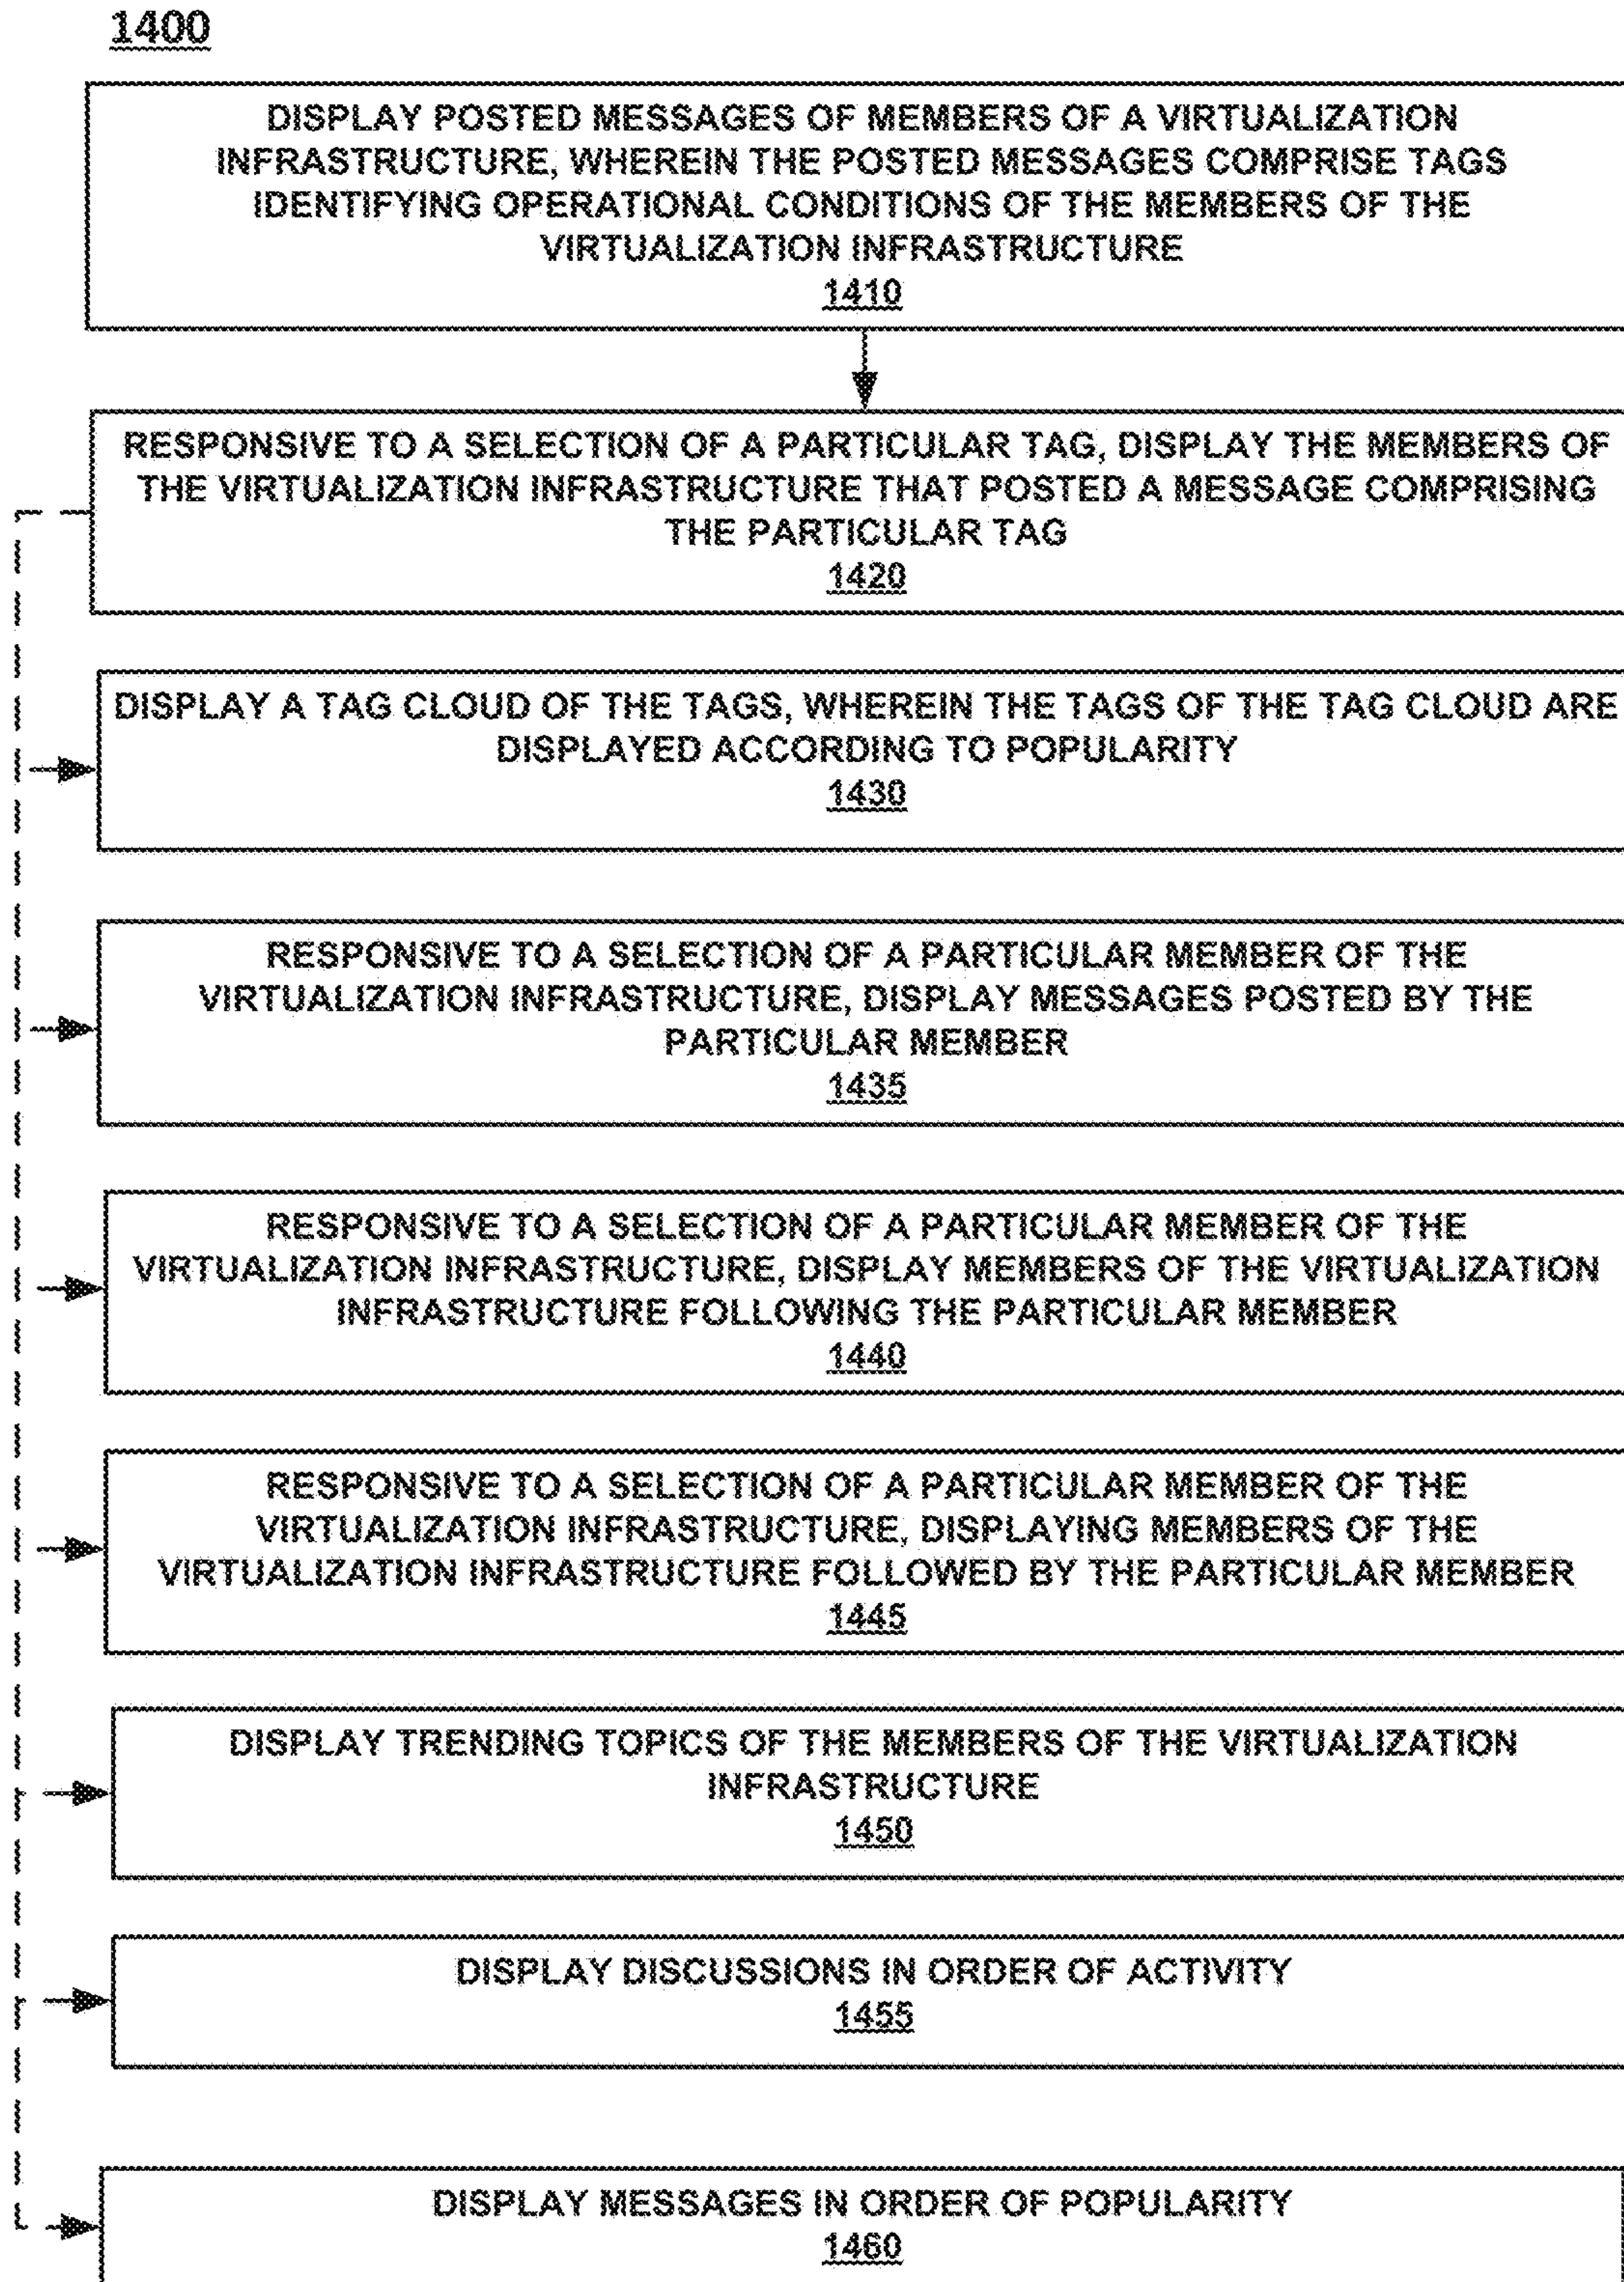 1400
DISPLAY POSTED MESSAGES OF MEMBERS OF A VIRTUALIZATION
INFRASTRUCTURE, WHEREIN THE POSTED MESSAGES COMPRISE TAGS
IDENTIFYING OPERATIONAL CONDITIONS OF THE MEMBERS OF THE
VIRTUALIZATION INFRASTRUCTURE
1410
RESPONSIVE TO A SELECTION OF A PARTICULAR TAG, DISPLAY THE MEMBERS OF
THE VIRTUALIZATION INFRASTRUCTURE THAT POSTED A MESSAGE COMPRISING
THE PARTICULAR TAG
1420
DISPLAY A TAG CLOUD OF THE TAGS, WHEREIN THE TAGS OF THE TAG CLOUD ARE
DISPLAYED ACCORDING TO POPULARITY
1430
RESPONSIVE TO A SELECTION OF A PARTICULAR MEMBER OF THE
VIRTUALIZATION INFRASTRUCTURE, DISPLAY MESSAGES POSTED BY THE
PARTICULAR MEMBER
1435
RESPONSIVE TO A SELECTION OF A PARTICULAR MEMBER OF THE
VIRTUALIZATION INFRASTRUCTURE, DISPLAY MEMBERS OF THE VIRTUALIZATION
INFRASTRUCTURE FOLLOWING THE PARTICULAR MEMBER
1440
RESPONSIVE TO A SELECTION OF A PARTICULAR MEMBER OF THE
VIRTUALIZATION INFRASTRUCTURE, DISPLAYING MEMBERS OF THE
VIRTUALIZATION INFRASTRUCTURE FOLLOWED BY THE PARTICULAR MEMBER
1445
DISPLAY TRENDING TOPICS OF THE MEMBERS OF THE VIRTUALIZATION
INFRASTRUCTURE
1450
DISPLAY DISCUSSIONS IN ORDER OF ACTIVITY
1455
DISPLAY MESSAGES IN ORDER OF POPULARITY
1460